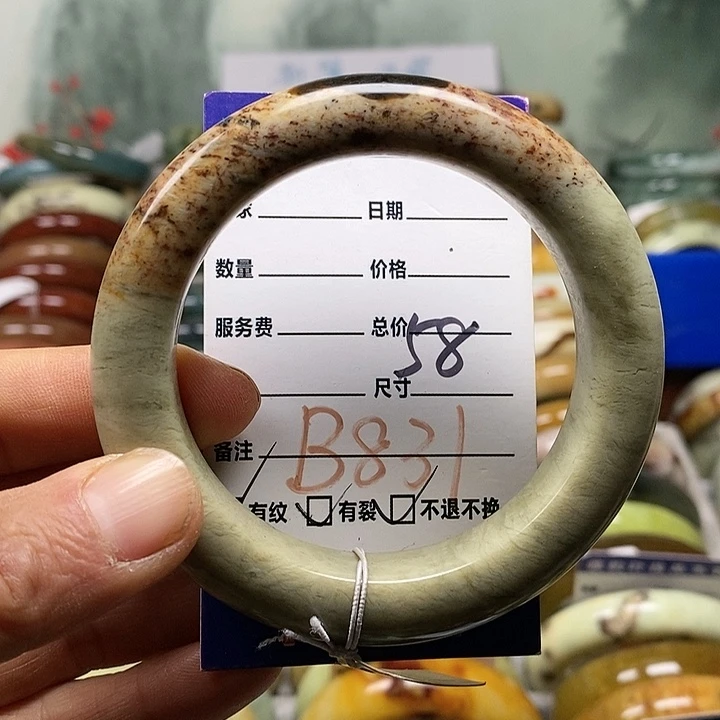 日期
数量 价格
服务费 总价 58
尺寸
备注 B831
有纹 有裂 不退不换